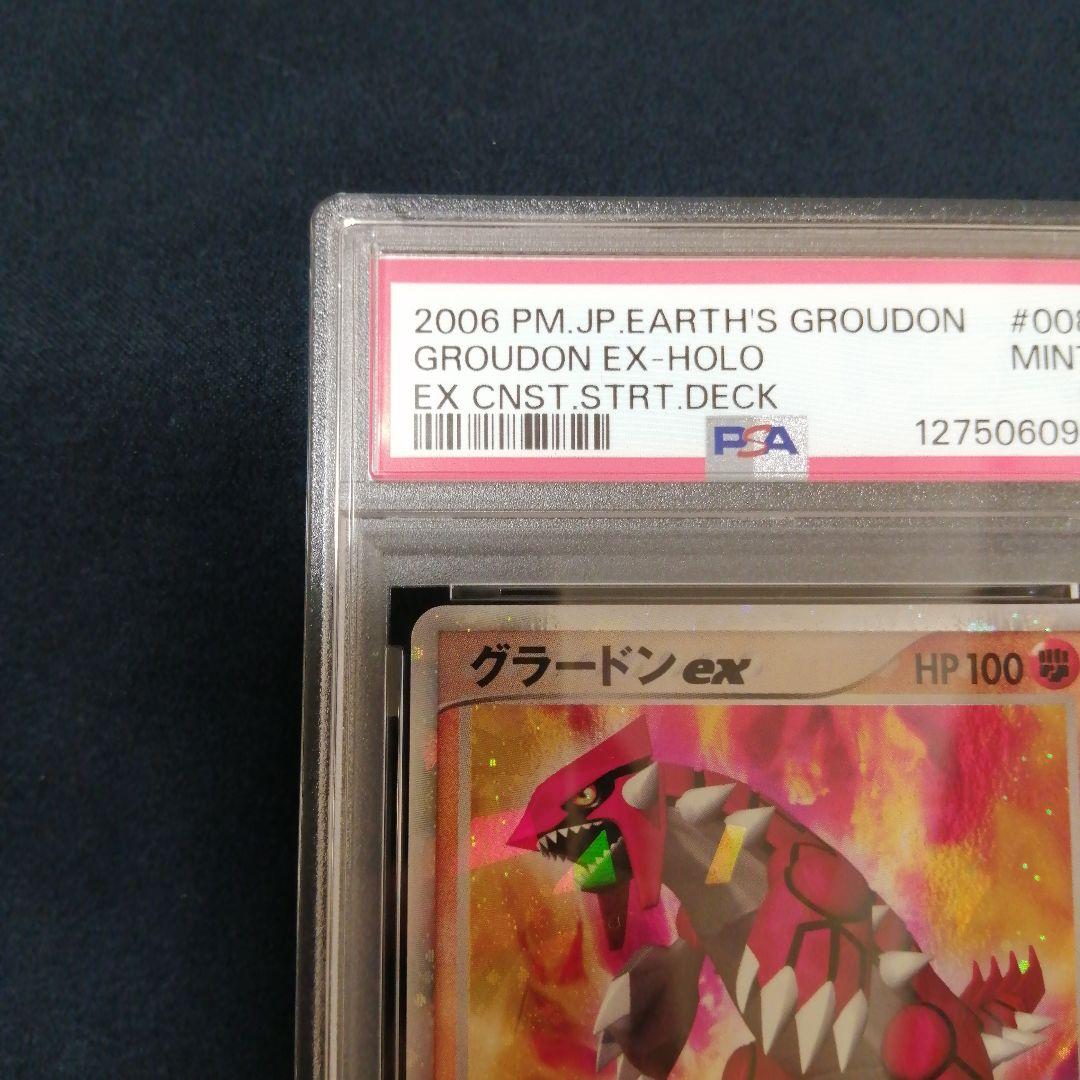 2006 PM.JP.EARTH'S GROUDON #008
GROUDON EX-HOLO MINT
EX CNST.STRT.DECK
PSA 12750609
グラードンex HP 100